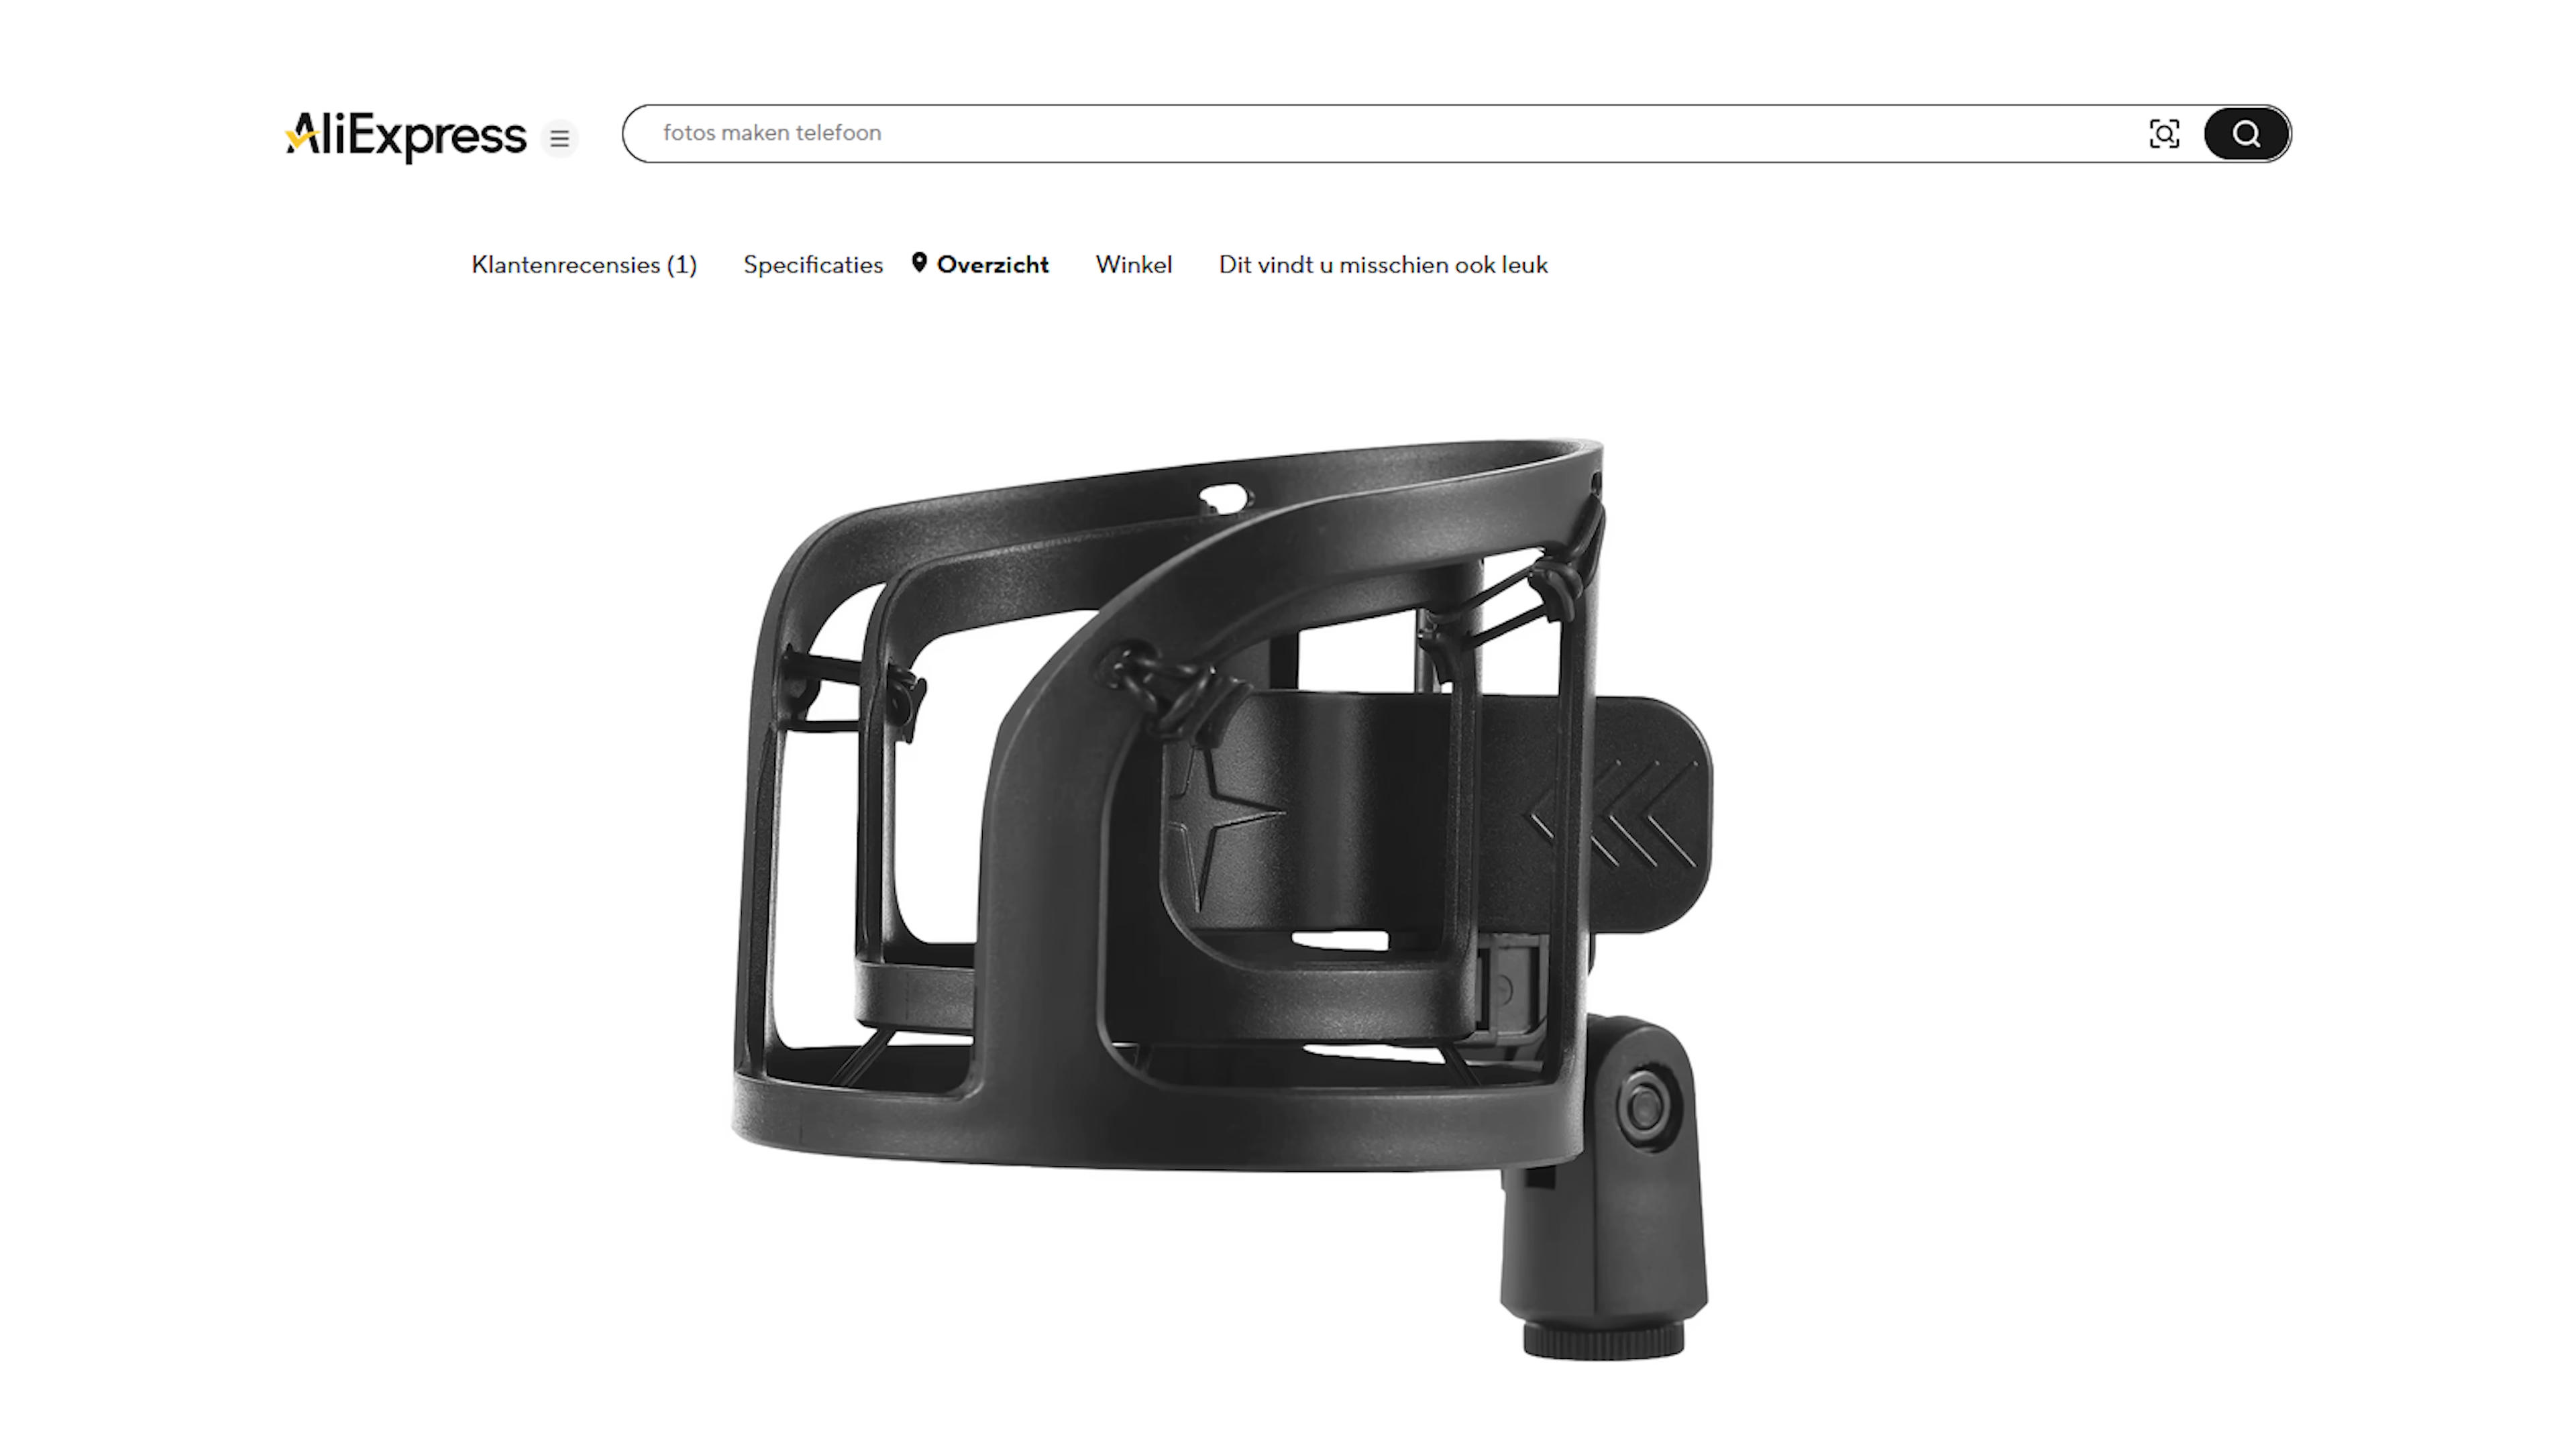 AliExpress
fotos maken telefoon
Klantenrecensies (1) Specificaties Overzicht Winkel Dit vindt u misschien ook leuk